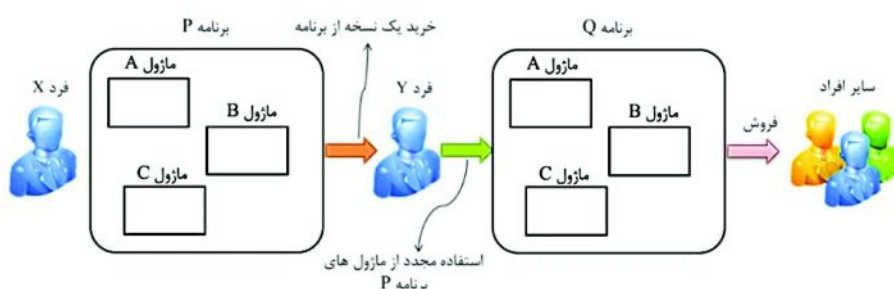 خرید یک نسخه از برنامه
برنامه P
برنامه Q
فرد X
ماژول A
ماژول B
ماژول C
فرد Y
ماژول A
ماژول B
ماژول C
فروش
سایر افراد
استفاده مجدد از ماژول های
برنامه P